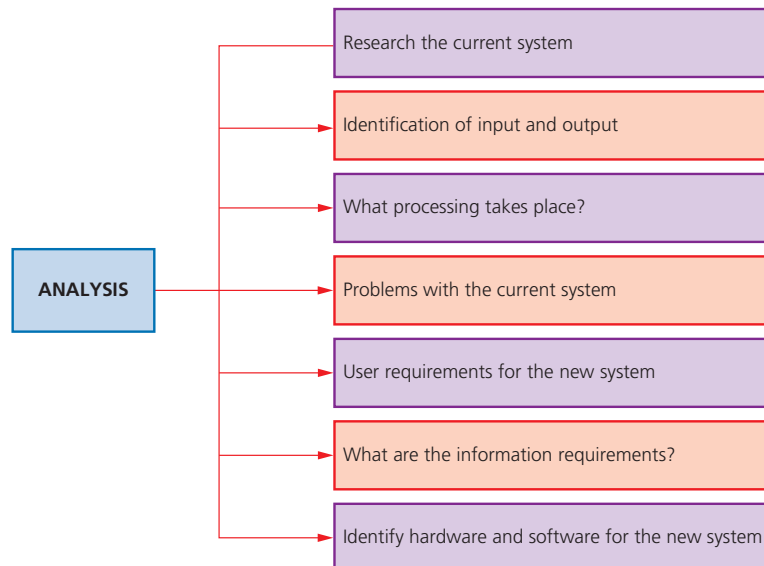 Research the current system
Identification of input and output
What processing takes place?
ANALYSIS
Problems with the current system
User requirements for the new system
What are the information requirements?
Identify hardware and software for the new system